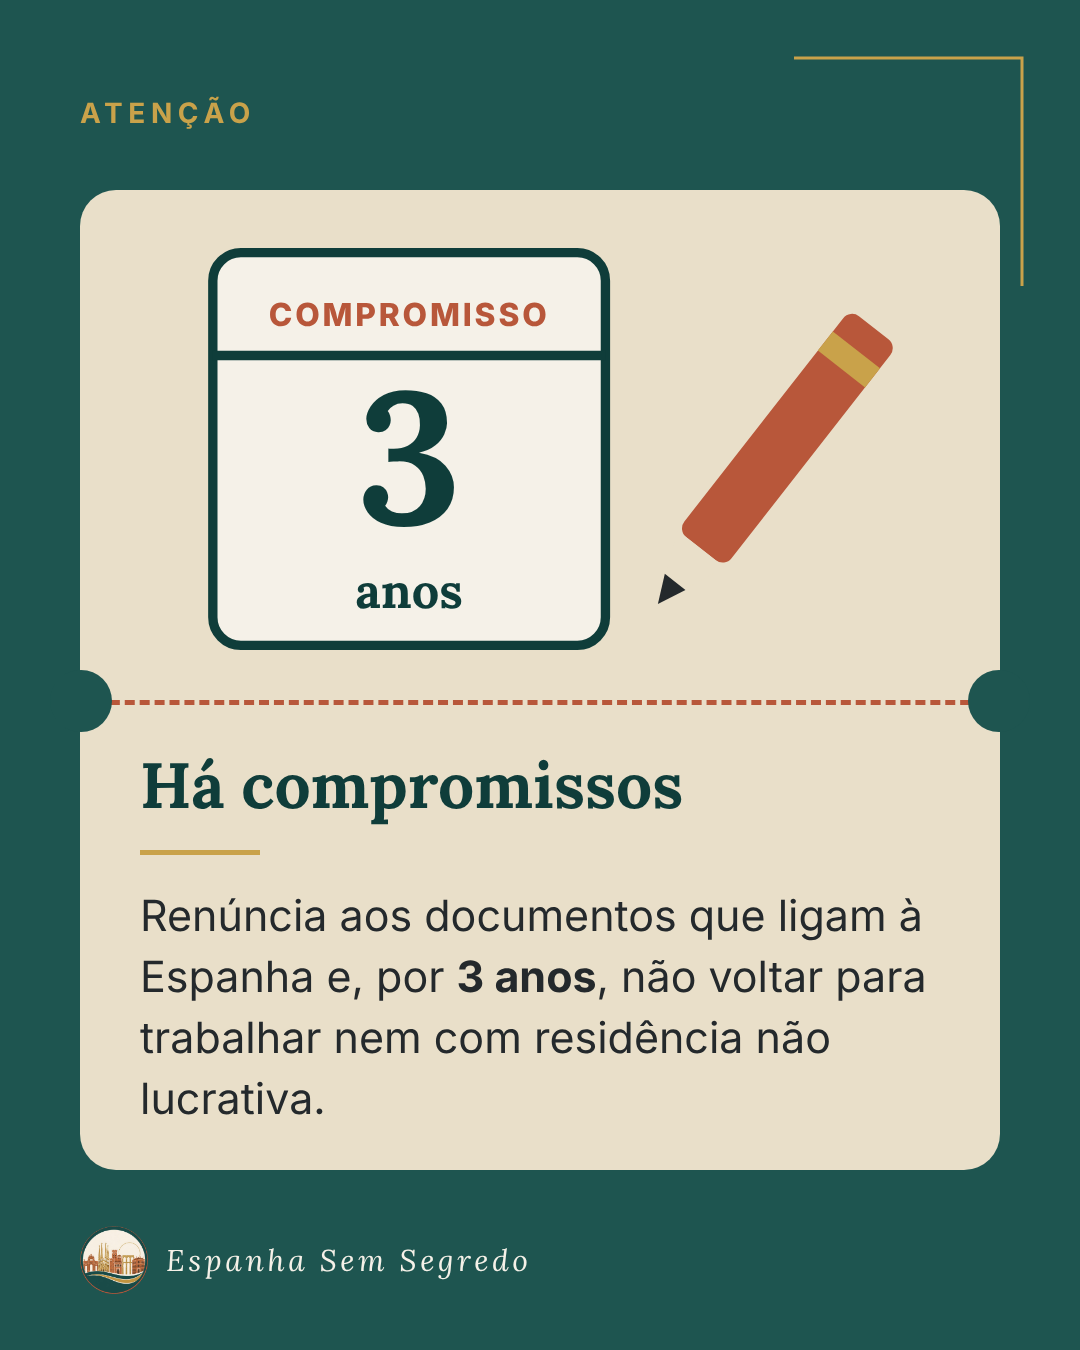 ATENÇÃO
COMPROMISSO
3
anos
Há compromissos
Renúncia aos documentos que ligam à
Espanha e, por 3 anos, não voltar para
trabalhar nem com residência não
lucrativa.
Espanha Sem Segredo